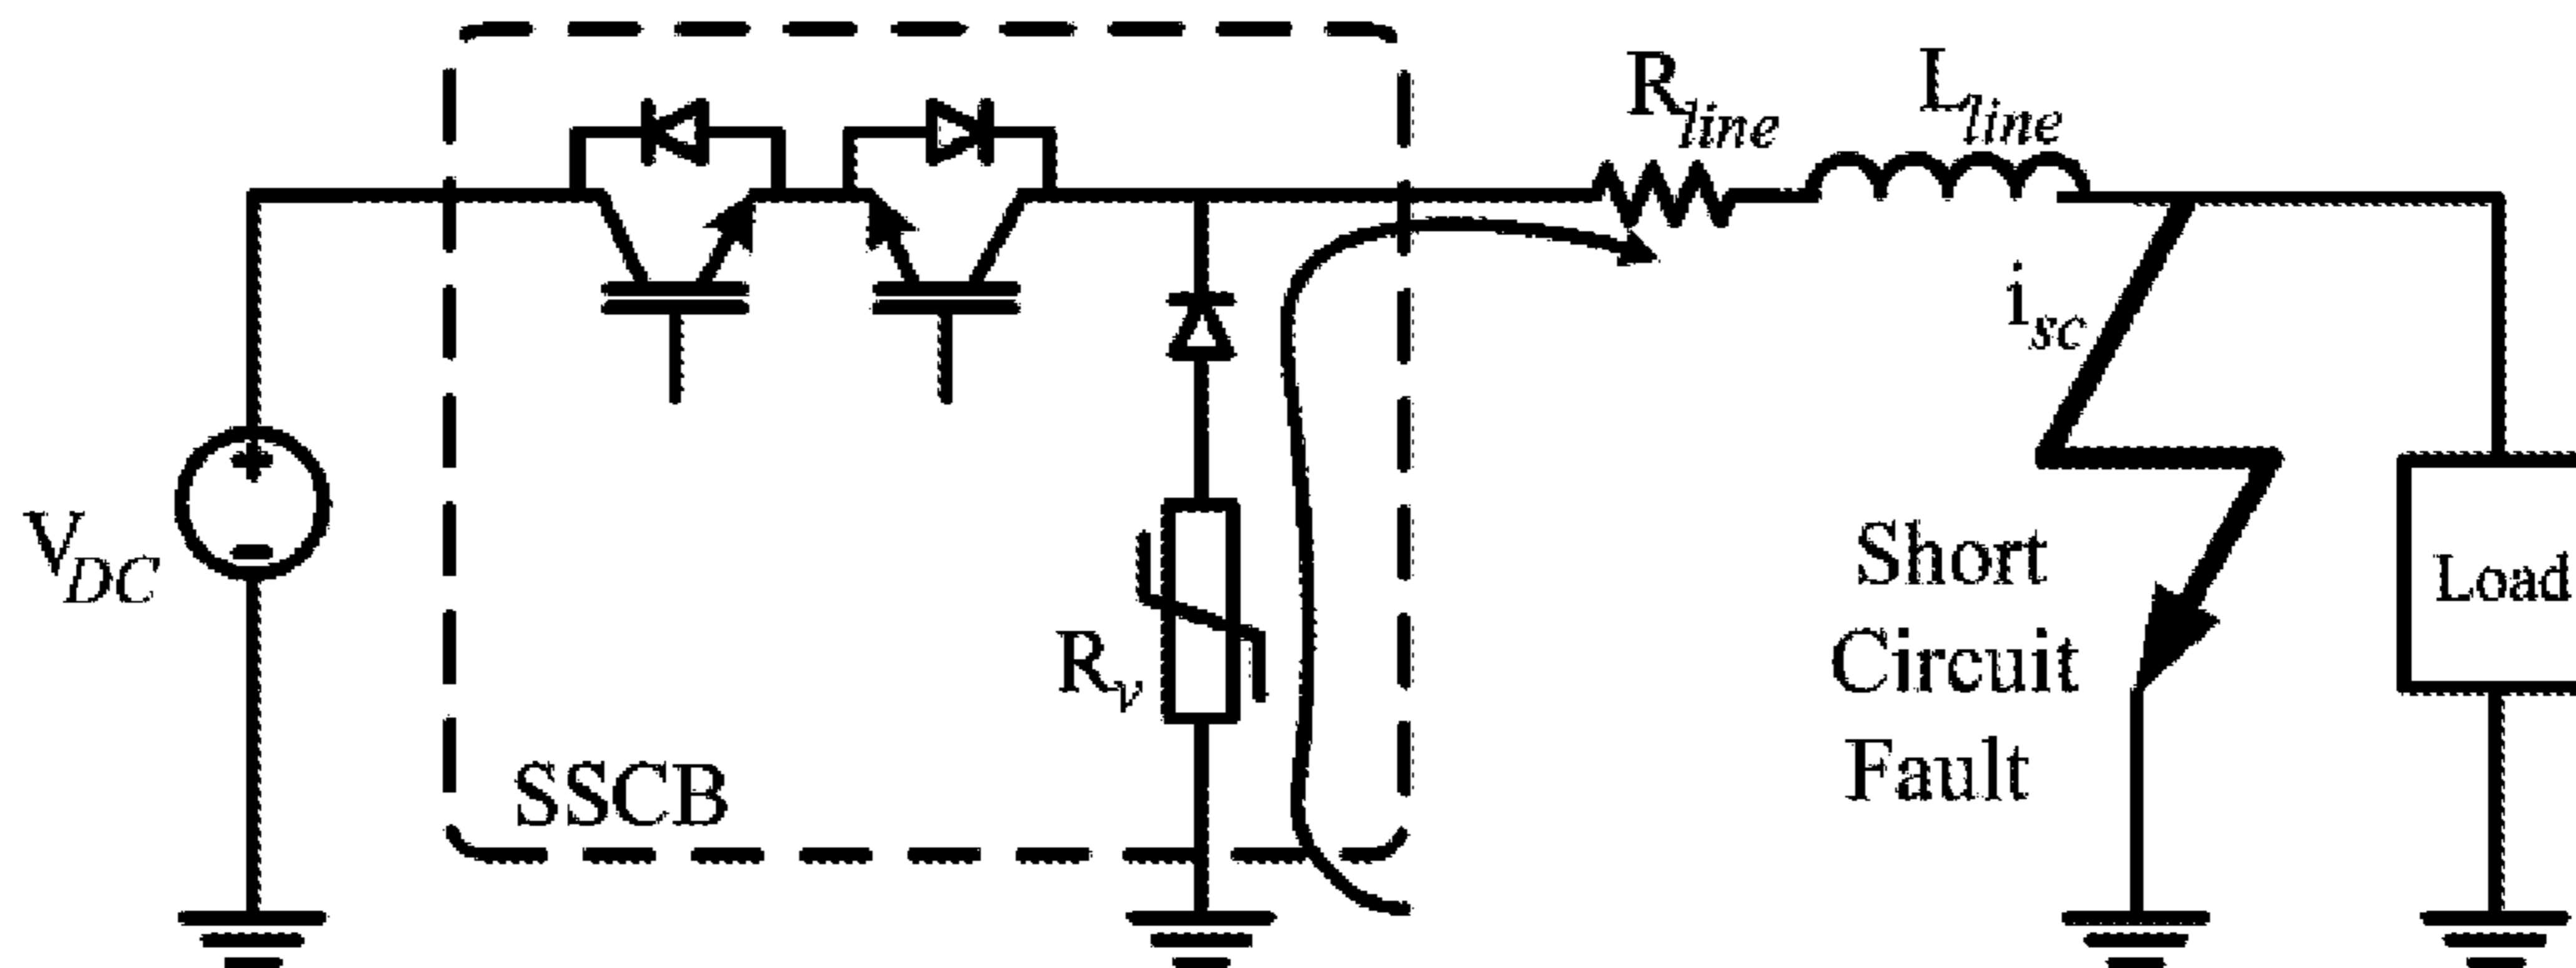 R_line
L_line
i_sc
V_DC
Short
Circuit
Fault
Load
R_v
SSCB